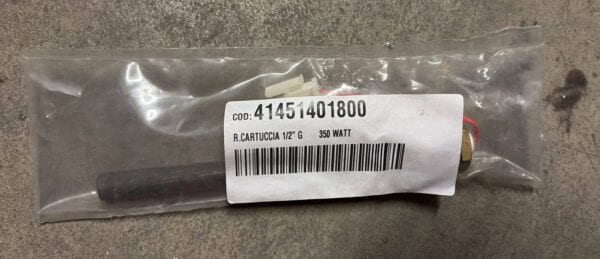 COD: 41451401800
R.CARTUCCIA 1/2" G 350 WATT